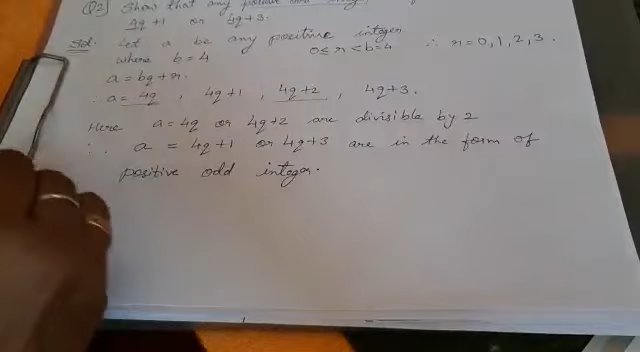 Q2] Show that any positive odd
4q+1 or 4q+3.
Sol. Let a be any positive integer
where b = 4 0 ≤ r < b = 4 ∴ r = 0, 1, 2, 3.
a = bq + r.
∴ a = 4q, 4q+1, 4q+2, 4q+3.
Here a = 4q or 4q+2 are divisible by 2
∴ a = 4q+1 or 4q+3 are in the form of
positive odd integer.